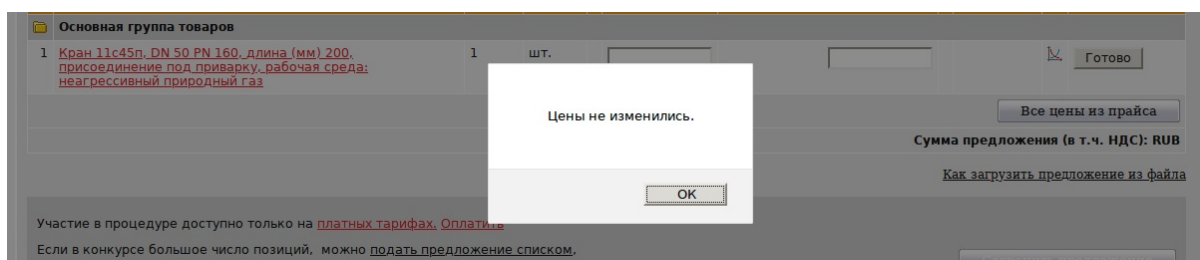 Основная группа товаров
1 Кран 11с45п, DN 50 PN 160, длина (мм) 200, 1 шт. Готово
присоединение под приварку, рабочая среда:
неагрессивный природный газ
Цены не изменились.
Все цены из прайса
Сумма предложения (в т.ч. НДС): RUB
Как загрузить предложение из файла
OK
Участие в процедуре доступно только на платных тарифах. Оплатить
Если в конкурсе большое число позиций, можно подать предложение списком,